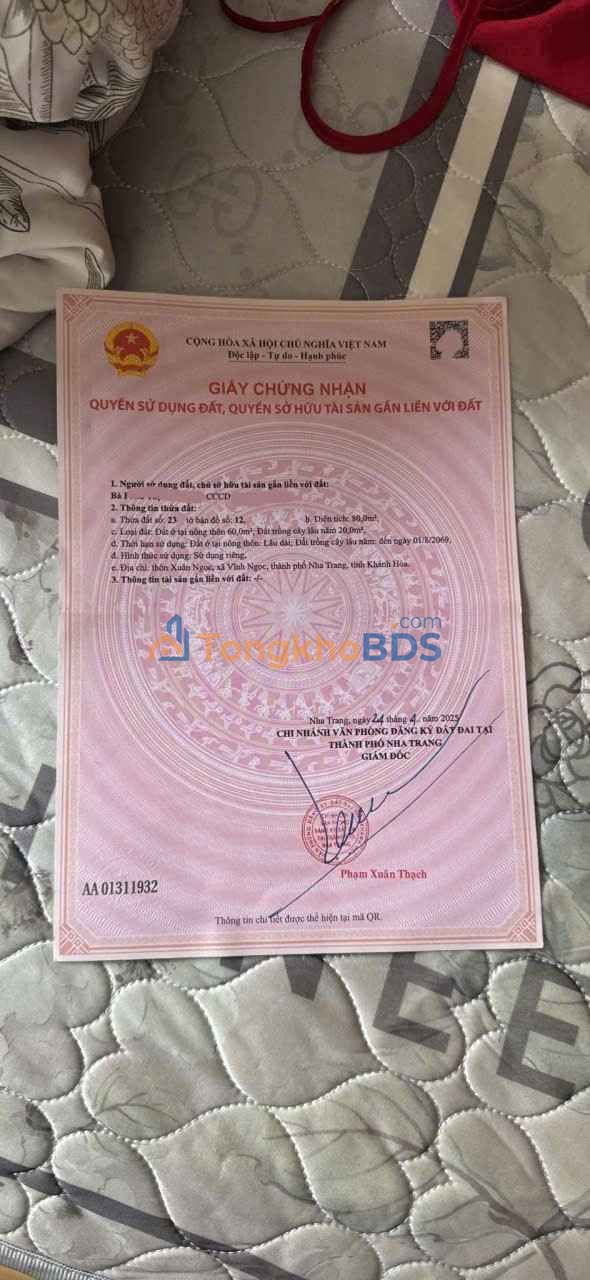 CỘNG HÒA XÃ HỘI CHỦ NGHĨA VIỆT NAM
Độc lập - Tự do - Hạnh phúc
GIẤY CHỨNG NHẬN
QUYỀN SỬ DỤNG ĐẤT, QUYỀN SỞ HỮU TÀI SẢN GẮN LIỀN VỚI ĐẤT
1. Người sử dụng đất, chủ sở hữu tài sản gắn liền với đất:
Bà CCCD
2. Thông tin thửa đất:
a. Thửa đất số: 23 tờ bản đồ số: 12, b. Diện tích: 80,0m²,
c. Loại đất: Đất ở tại nông thôn 60,0m², Đất trồng cây lâu năm 20,0m²,
d. Thời hạn sử dụng: Đất ở tại nông thôn: Lâu dài; Đất trồng cây lâu năm: đến ngày 01/8/2069,
đ. Hình thức sử dụng: Sử dụng riêng,
e. Địa chỉ: thôn Xuân Ngọc, xã Vĩnh Ngọc, thành phố Nha Trang, tỉnh Khánh Hòa.
3. Thông tin tài sản gắn liền với đất: -/-
TongkhoBDS.com
Nha Trang, ngày 24 tháng 4 năm 2025
CHI NHÁNH VĂN PHÒNG ĐĂNG KÝ ĐẤT ĐAI TẠI
THÀNH PHỐ NHA TRANG
GIÁM ĐỐC
Phạm Xuân Thạch
AA 01311932
Thông tin chi tiết được thể hiện tại mã QR.